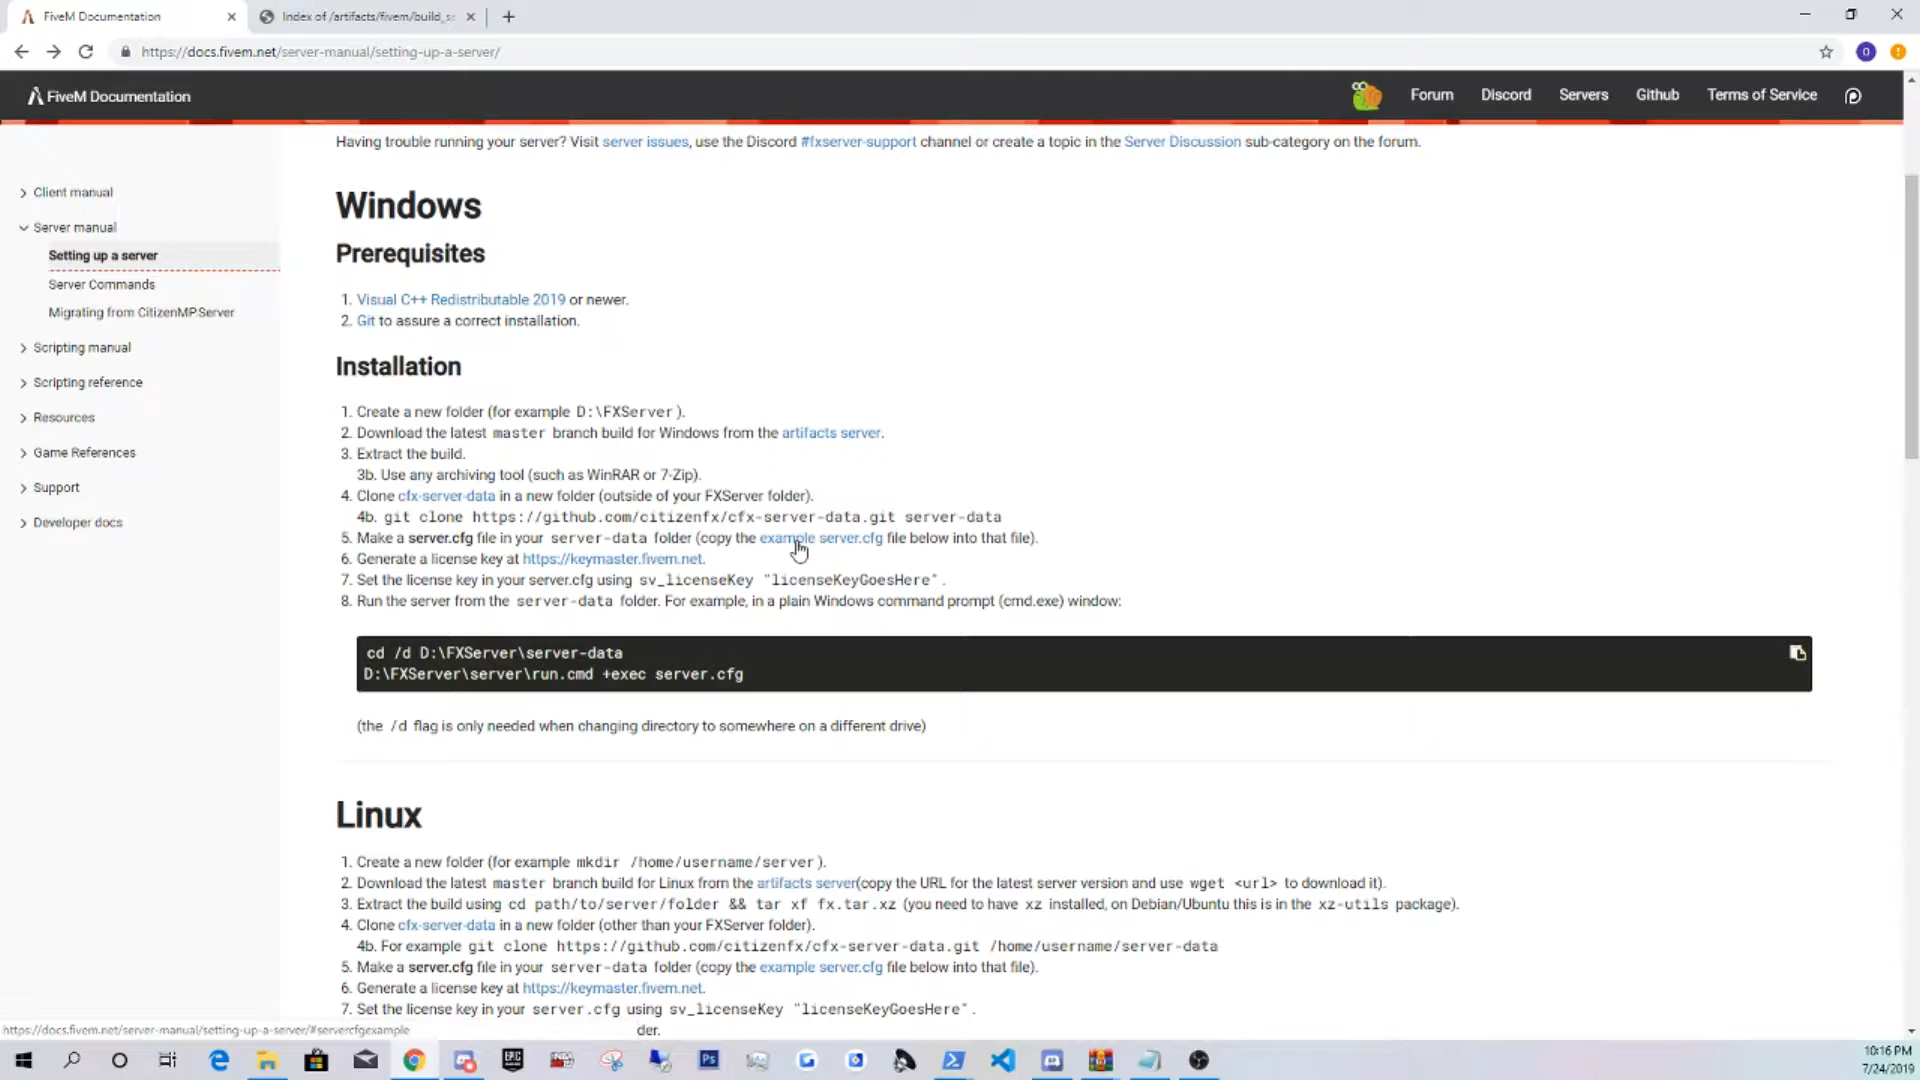 FiveM Documentation
Index of /artifacts/fivem/build_se
https://docs.fivem.net/server-manual/setting-up-a-server/
FiveM Documentation
Forum
Discord
Servers
Github
Terms of Service
Having trouble running your server? Visit server issues, use the Discord #fxserver-support channel or create a topic in the Server Discussion sub-category on the forum.
Client manual
Server manual
Setting up a server
Server Commands
Migrating from CitizenMP.Server
Scripting manual
Scripting reference
Resources
Game References
Support
Developer docs
Windows
Prerequisites
1. Visual C++ Redistributable 2019 or newer.
2. Git to assure a correct installation.
Installation
1. Create a new folder (for example D:\FXServer).
2. Download the latest master branch build for Windows from the artifacts server.
3. Extract the build.
3b. Use any archiving tool (such as WinRAR or 7-Zip).
4. Clone cfx-server-data in a new folder (outside of your FXServer folder).
4b. git clone https://github.com/citizenfx/cfx-server-data.git server-data
5. Make a server.cfg file in your server-data folder (copy the example server.cfg file below into that file).
6. Generate a license key at https://keymaster.fivem.net.
7. Set the license key in your server.cfg using sv_licenseKey "licenseKeyGoesHere".
8. Run the server from the server-data folder. For example, in a plain Windows command prompt (cmd.exe) window:
cd /d D:\FXServer\server-data
D:\FXServer\server\run.cmd +exec server.cfg
(the /d flag is only needed when changing directory to somewhere on a different drive)
Linux
1. Create a new folder (for example mkdir /home/username/server).
2. Download the latest master branch build for Linux from the artifacts server(copy the URL for the latest server version and use wget <url> to download it).
3. Extract the build using cd path/to/server/folder && tar xf fx.tar.xz (you need to have xz installed, on Debian/Ubuntu this is in the xz-utils package).
4. Clone cfx-server-data in a new folder (other than your FXServer folder).
4b. For example git clone https://github.com/citizenfx/cfx-server-data.git /home/username/server-data
5. Make a server.cfg file in your server-data folder (copy the example server.cfg file below into that file).
6. Generate a license key at https://keymaster.fivem.net.
7. Set the license key in your server.cfg using sv_licenseKey "licenseKeyGoesHere".
der.
https://docs.fivem.net/server-manual/setting-up-a-server/#servercfgexample
EPIC
Ps
10:16 PM
7/24/2019